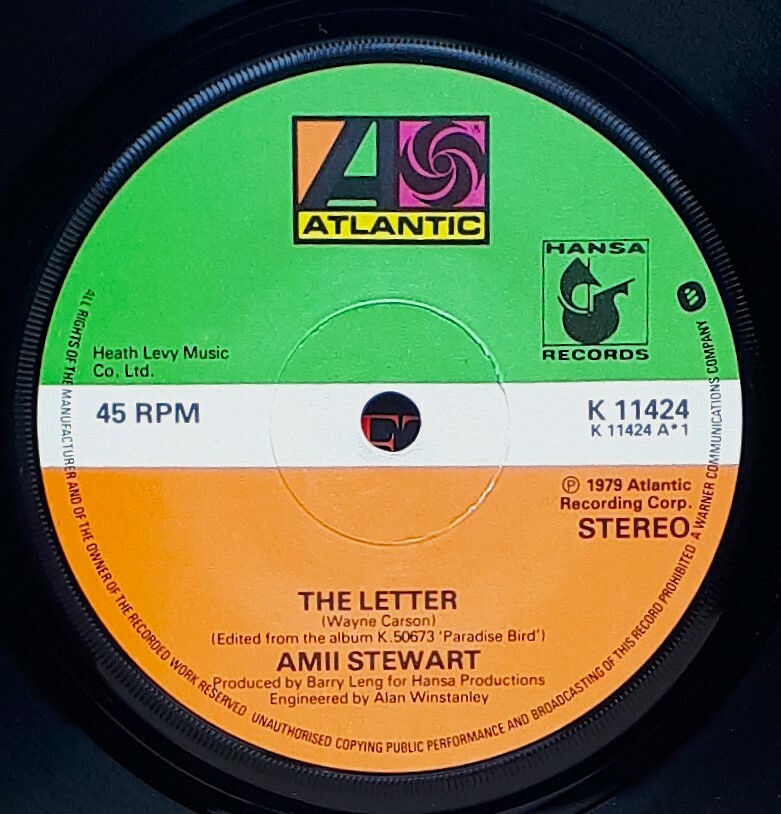 ATLANTIC
HANSA
RECORDS
Heath Levy Music
Co. Ltd.
45 RPM
K 11424
K 11424 A*1
℗ 1979 Atlantic
Recording Corp.
STEREO
THE LETTER
(Wayne Carson)
(Edited from the album K.50673 'Paradise Bird')
AMII STEWART
Produced by Barry Leng for Hansa Productions
Engineered by Alan Winstanley
ALL RIGHTS OF THE MANUFACTURER AND OF THE OWNER OF THE RECORDED WORK RESERVED. UNAUTHORISED COPYING PUBLIC PERFORMANCE AND BROADCASTING OF THIS RECORD PROHIBITED. A WARNER COMMUNICATIONS COMPANY